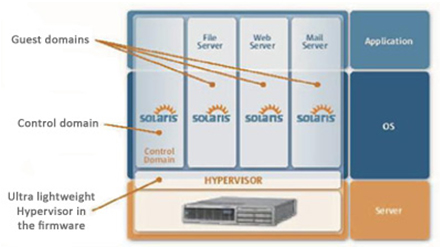 Guest domains
File
Server
Web
Server
Mail
Server
Application
solaris
solaris
solaris
solaris
Control domain
OS
Control
Domain
Ultra lightweight
Hypervisor in
the firmware
HYPERVISOR
Server